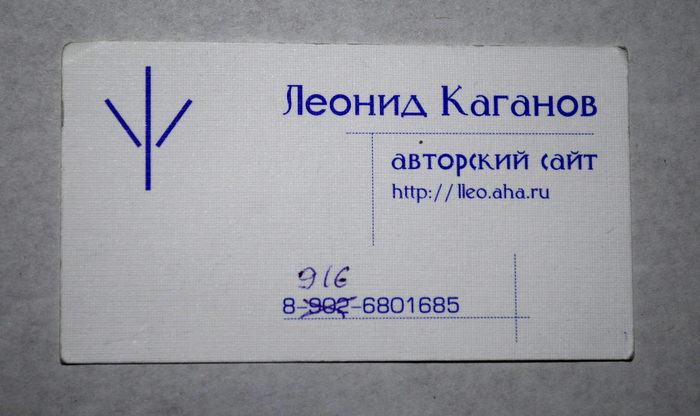 Леонид Каганов
авторский сайт
http://lleo.aha.ru
916
8-902-6801685